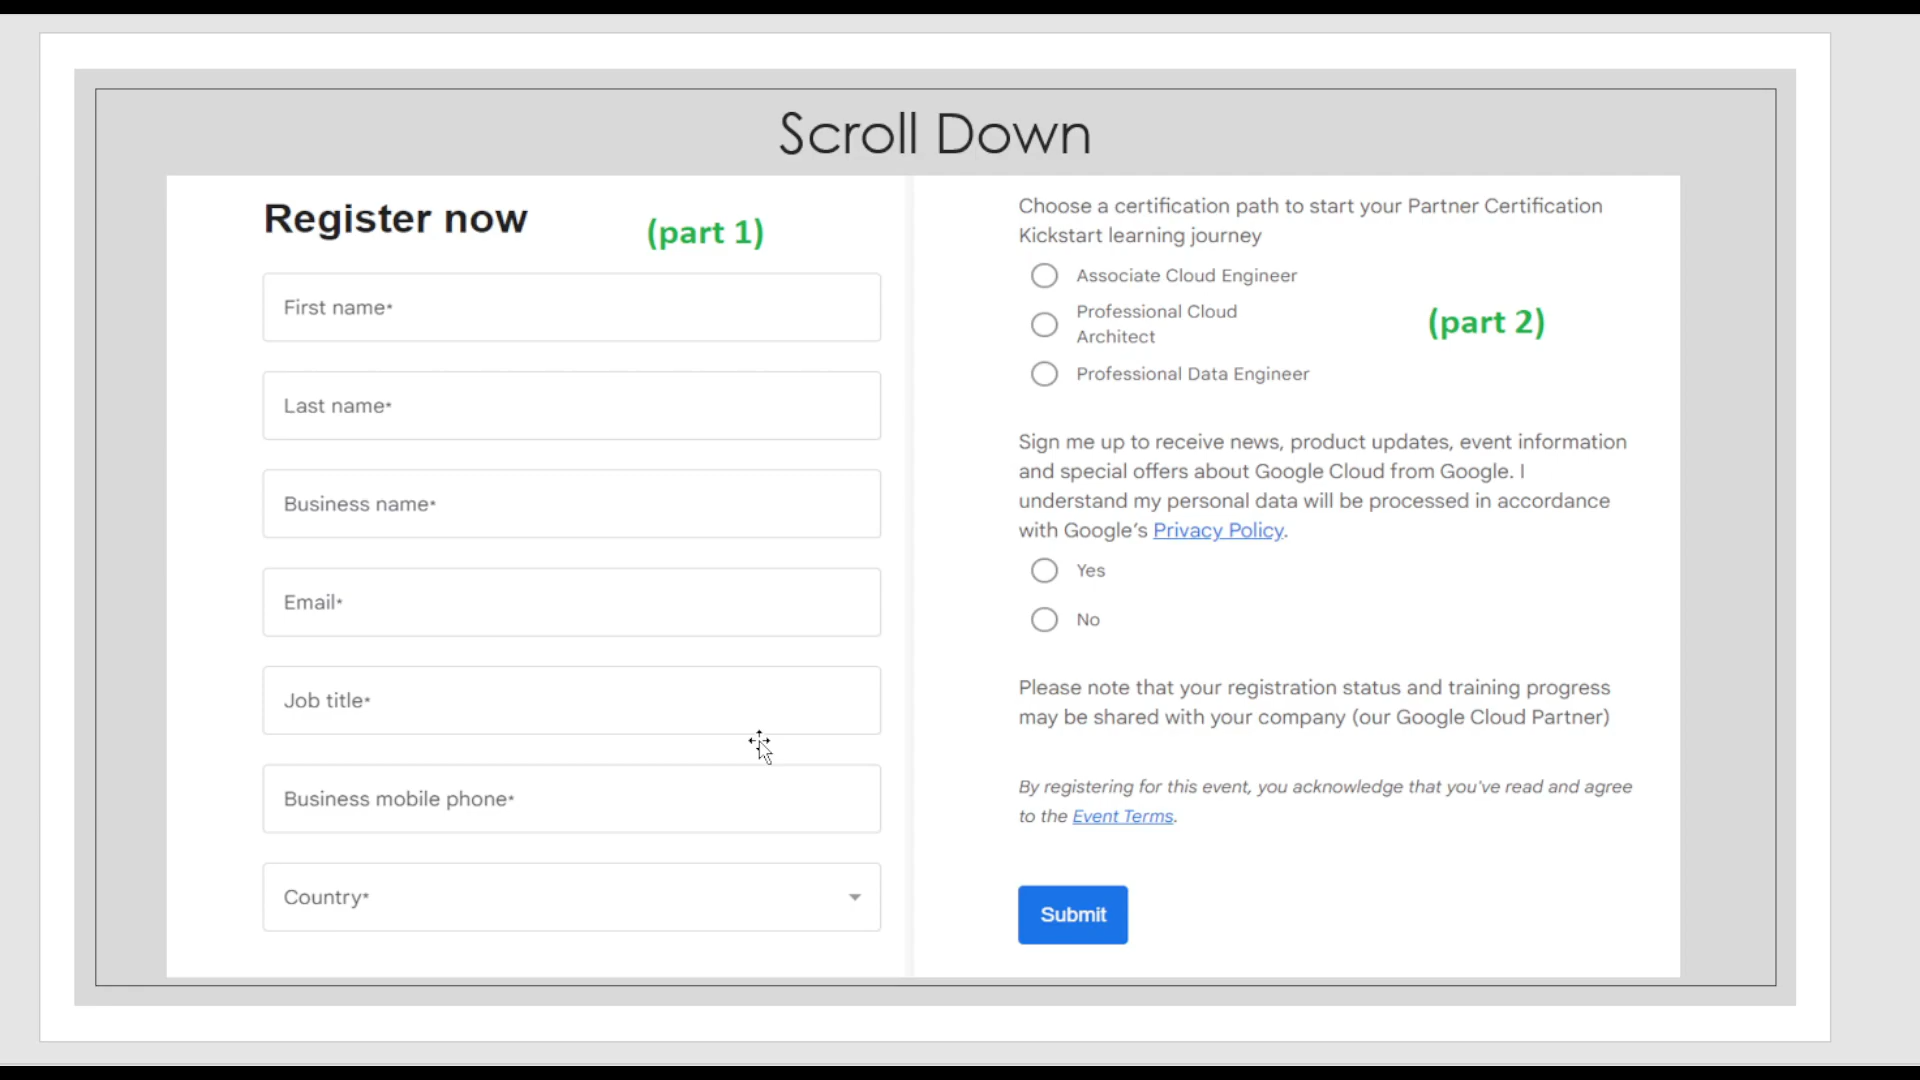 Scroll Down
Register now
(part 1)
First name*
Last name*
Business name*
Email*
Job title*
Business mobile phone*
Country*
Choose a certification path to start your Partner Certification
Kickstart learning journey
Associate Cloud Engineer
Professional Cloud
Architect
Professional Data Engineer
(part 2)
Sign me up to receive news, product updates, event information
and special offers about Google Cloud from Google. I
understand my personal data will be processed in accordance
with Google’s Privacy Policy.
Yes
No
Please note that your registration status and training progress
may be shared with your company (our Google Cloud Partner)
By registering for this event, you acknowledge that you've read and agree
to the Event Terms.
Submit